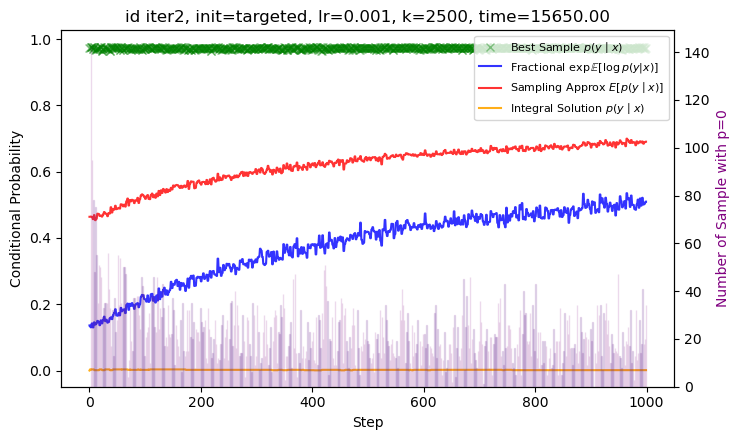 id iter2, init=targeted, lr=0.001, k=2500, time=15650.00
Best Sample p(y | x)
Fractional exp𝔼[log p(y|x)]
Sampling Approx E[p(y | x)]
Integral Solution p(y | x)
Conditional Probability
1.0
0.8
0.6
0.4
0.2
0.0
140
120
100
80
60
40
20
0
Number of Sample with p=0
0
200
400
600
800
1000
Step